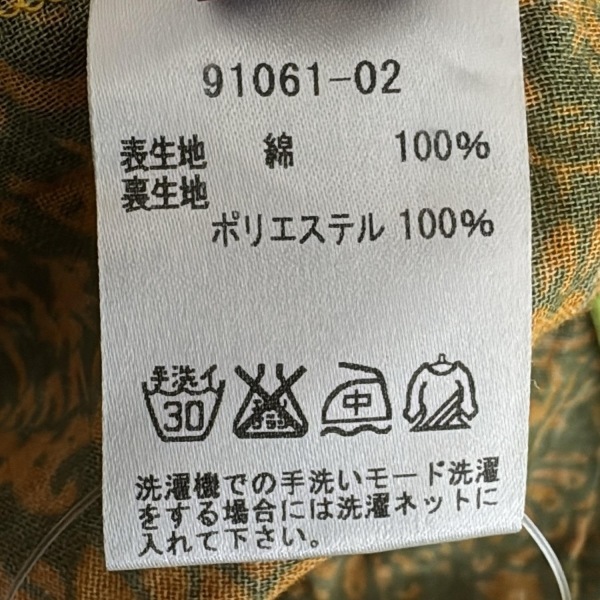 91061-02
表生地 綿 100%
裏生地
ポリエステル 100%
手洗イ
30
中
洗濯機での手洗いモード洗濯
をする場合には洗濯ネットに
入れて下さい。